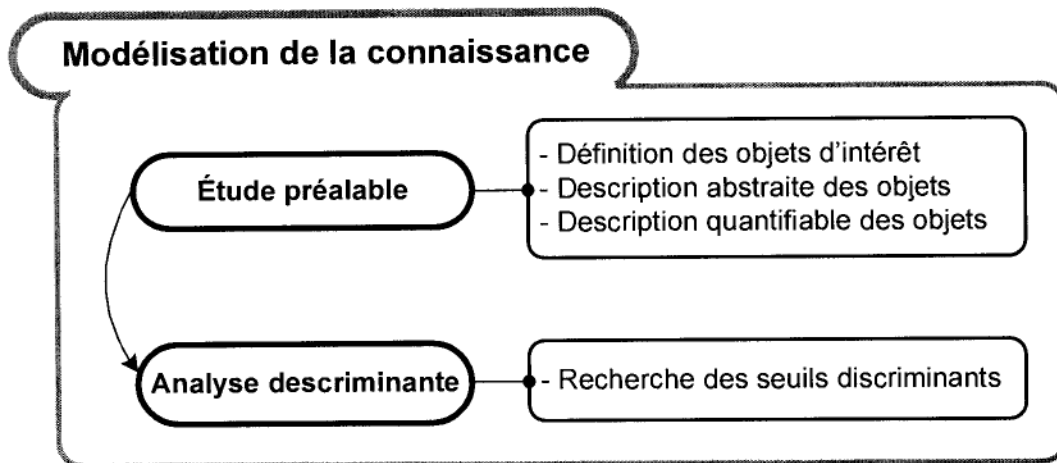 Modélisation de la connaissance
Étude préalable
- Définition des objets d'intérêt
- Description abstraite des objets
- Description quantifiable des objets
Analyse descriminante
- Recherche des seuils discriminants